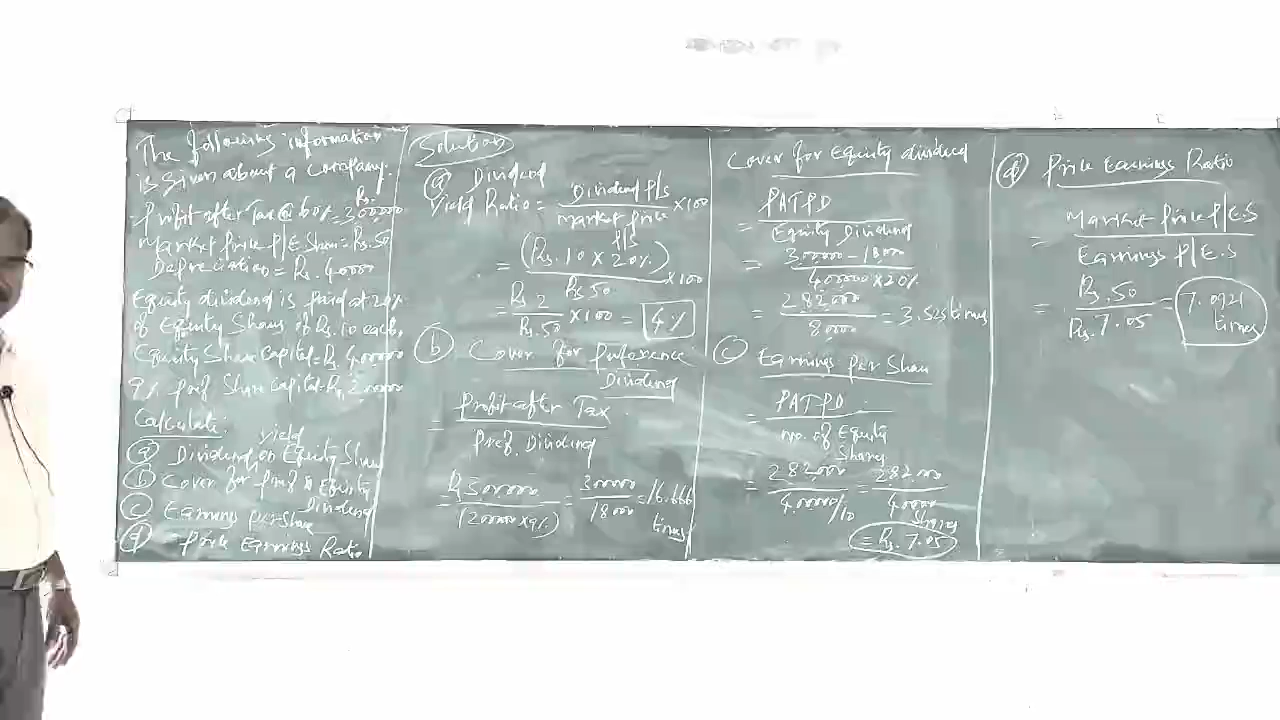 The following information
is given about a company.
Rs.
Profit after Tax @ 60% = 300000
Market Price P/E.Share = Rs.50
Depreciation = Rs. 40000
Equity dividend is paid at 20%
of Equity Shares of Rs.10 each,
Equity Share Capital = Rs. 400000
9% Pref Share Capital = Rs. 200000
Calculate:
(a) Dividend yield on Equity Share
(b) Cover for pref & Equity
Dividend
(c) Earnings per share
(d) Price Earnings Ratio
Solution
(a) Dividend
Yield Ratio = Dividend P/s / Market Price × 100
= (Rs. 10 × 20%) P/s / Rs 50 × 100
= Rs 2 / Rs. 50 × 100 = 4%
(b) Cover for Preference
Dividend
= Profit after Tax / Pref. Dividend
= Rs 300000 / (200000 × 9%) = 300000 / 18000 = 16.666
times
Cover for Equity dividend
= PATPD / Equity Dividend
= 300000 - 18000 / 400000 × 20%
= 282000 / 80000 = 3.525 times
(c) Earnings per Share
= PATPD / no. of Equity
Shares
= 282000 / 400000/10 = 282000 / 40000
Shares
= Rs. 7.05
(d) Price Earnings Ratio
= Market Price P/E.S / Earnings P/E.S
= Rs. 50 / Rs. 7.05 = 7.0921
times